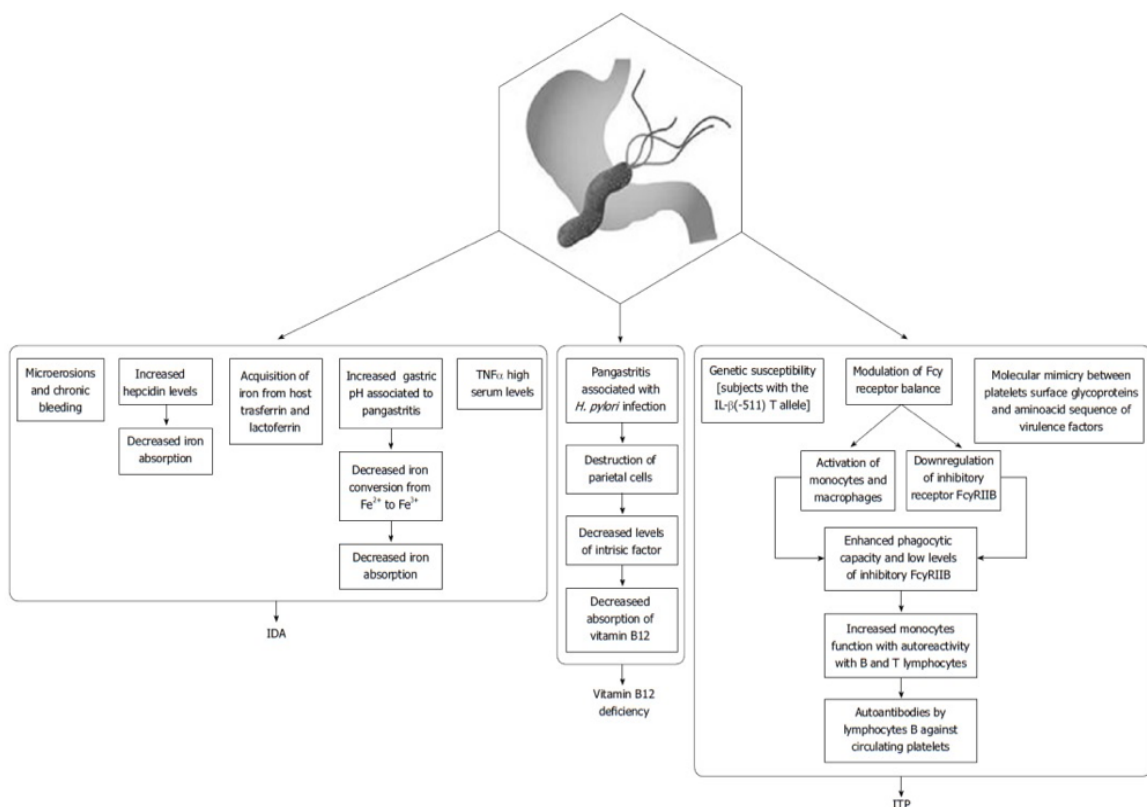 Microerosions
and chronic
bleeding
Increased
hepcidin levels
Decreased iron
absorption
Acquisition of
iron from host
trasferrin and
lactoferrin
Increased gastric
pH associated to
pangastritis
Decreased iron
conversion from
Fe²⁺ to Fe³⁺
Decreased iron
absorption
TNFα high
serum levels
IDA
Pangastritis
associated with
H. pylori infection
Destruction of
parietal cells
Decreased levels
of intrisic factor
Decreaseed
absorption of
vitamin B12
Vitamin B12
deficiency
Genetic susceptibility
[subjects with the
IL-β(-511) T allele]
Modulation of Fcγ
receptor balance
Molecular mimicry between
platelets surface glycoproteins
and aminoacid sequence of
virulence factors
Activation of
monocytes and
macrophages
Downregulation
of inhibitory
receptor FcγRIIB
Enhanced phagocytic
capacity and low levels
of inhibitory FcγRIIB
Increased monocytes
function with autoreactivity
with B and T lymphocytes
Autoantibodies by
lymphocytes B against
circulating platelets
ITP